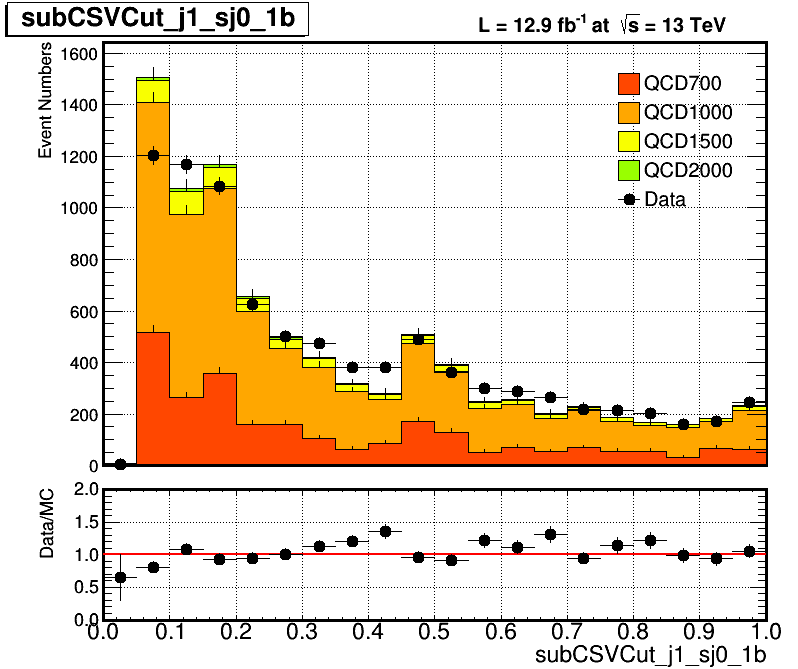 subCSVCut_j1_sj0_1b
L = 12.9 fb⁻¹ at √s = 13 TeV
Event Numbers
1600
1400
1200
1000
800
600
400
200
0
QCD700
QCD1000
QCD1500
QCD2000
Data
Data/MC
2.0
1.5
1.0
0.5
0.0
0.0 0.1 0.2 0.3 0.4 0.5 0.6 0.7 0.8 0.9 1.0
subCSVCut_j1_sj0_1b